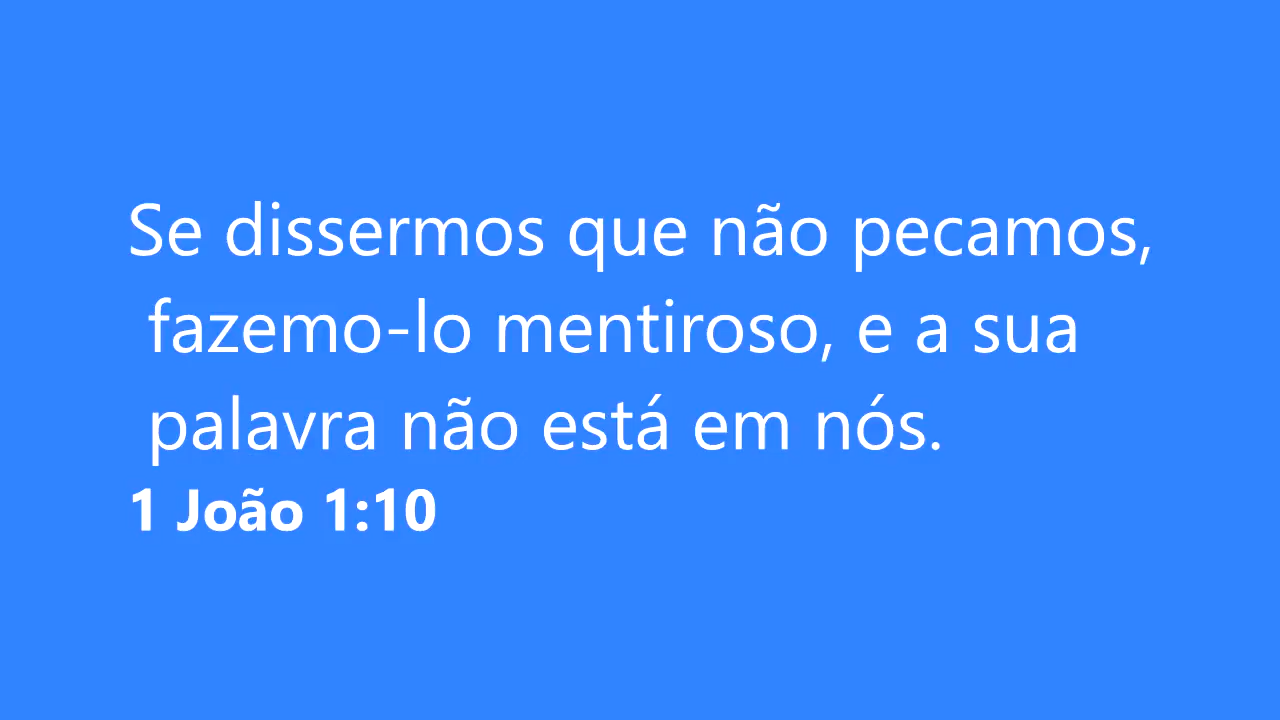 Se dissermos que não pecamos,
fazemo-lo mentiroso, e a sua
palavra não está em nós.
1 João 1:10